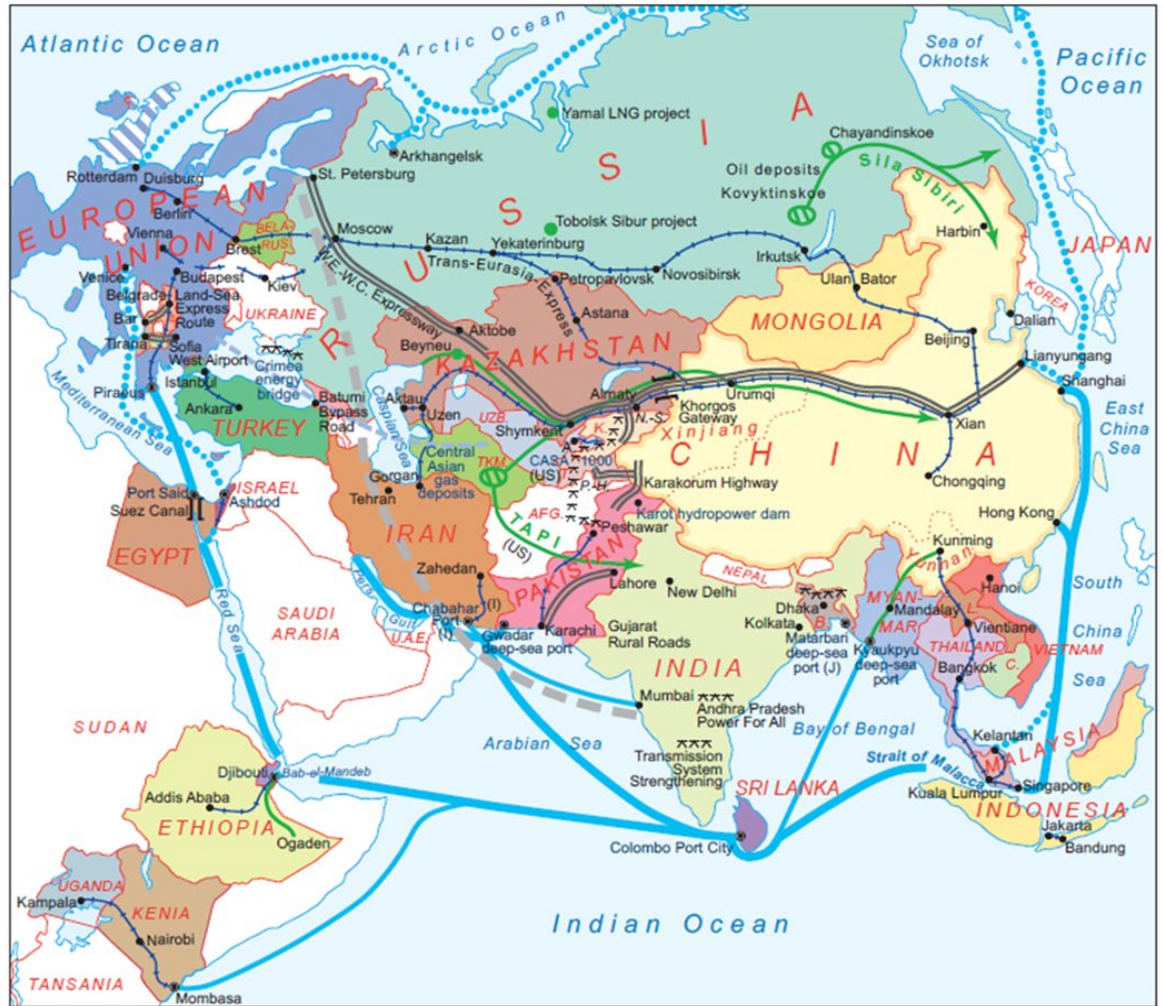 Atlantic Ocean
Arctic Ocean
Sea of
Okhotsk
Pacific
Ocean
Yamal LNG project
Chayandinskoe
Arkhangelsk
Oil deposits
Kovyktinskoe
Sila Sibiri
RUSSIA
Rotterdam
Duisburg
St. Petersburg
Berlin
EUROPEAN
UNION
BELA-
RUS
Tobolsk Sibur project
Harbin
JAPAN
Vienna
Brest
Moscow
Kazan
Yekaterinburg
Irkutsk
Trans-Eurasia-Express
Petropavlovsk
Novosibirsk
Ulan Bator
Venice
Budapest
Kiev
W.E.-W.C. Expressway
KOREA
Belgrade
Land-Sea
Express
Route
UKRAINE
Astana
MONGOLIA
Dalian
Bar
Aktobe
Beijing
Tirana
Sofia
Beyneu
KAZAKHSTAN
Lianyungang
West Airport
Crimea
energy
bridge
Istanbul
Mediterranean Sea
Piraeus
Ankara
TURKEY
Batumi
Bypass
Road
Caspian Sea
Aktau
Uzen
UZB.
Almaty
N.-S.
Khorgos
Gateway
Urumqi
Shanghai
Shymkent
K.
Xinjiang
Xian
East
China
Sea
CHINA
Central
Asian
gas
deposits
TKM.
CASA 1000
(US)
Gorgan
Tehran
P.-H.
Karakorum Highway
Chongqing
Port Said
Suez Canal
ISRAEL
Ashdod
AFG.
Karot hydropower dam
Hong Kong
IRAN
TAPI
(US)
Peshawar
Kunming
EGYPT
Yunnan
Zahedan
PAKISTAN
Lahore
NEPAL
New Delhi
Hanoi
South
China
Sea
Red Sea
Pers.
Gulf
SAUDI
ARABIA
U.A.E.
Chabahar
Port
(I)
(I)
Gwadar
deep-sea port
Karachi
Gujarat
Rural Roads
Dhaka
B.
Kolkata
Matarbari
deep-sea
port (J)
MYAN-
MAR
Mandalay
L.
Vientiane
Kyaukpyu
deep-sea
port
THAILAND
VIETNAM
C.
Bangkok
INDIA
Mumbai
Andhra Pradesh
Power For All
Bay of Bengal
SUDAN
Arabian Sea
Transmission
System
Strengthening
Kelantan
MALAYSIA
Strait of Malacca
Djibouti
Bab-el-Mandeb
SRI LANKA
Kuala Lumpur
Singapore
Addis Ababa
ETHIOPIA
INDONESIA
Ogaden
Colombo Port City
Jakarta
Bandung
UGANDA
Kampala
KENIA
Nairobi
Indian Ocean
TANSANIA
Mombasa